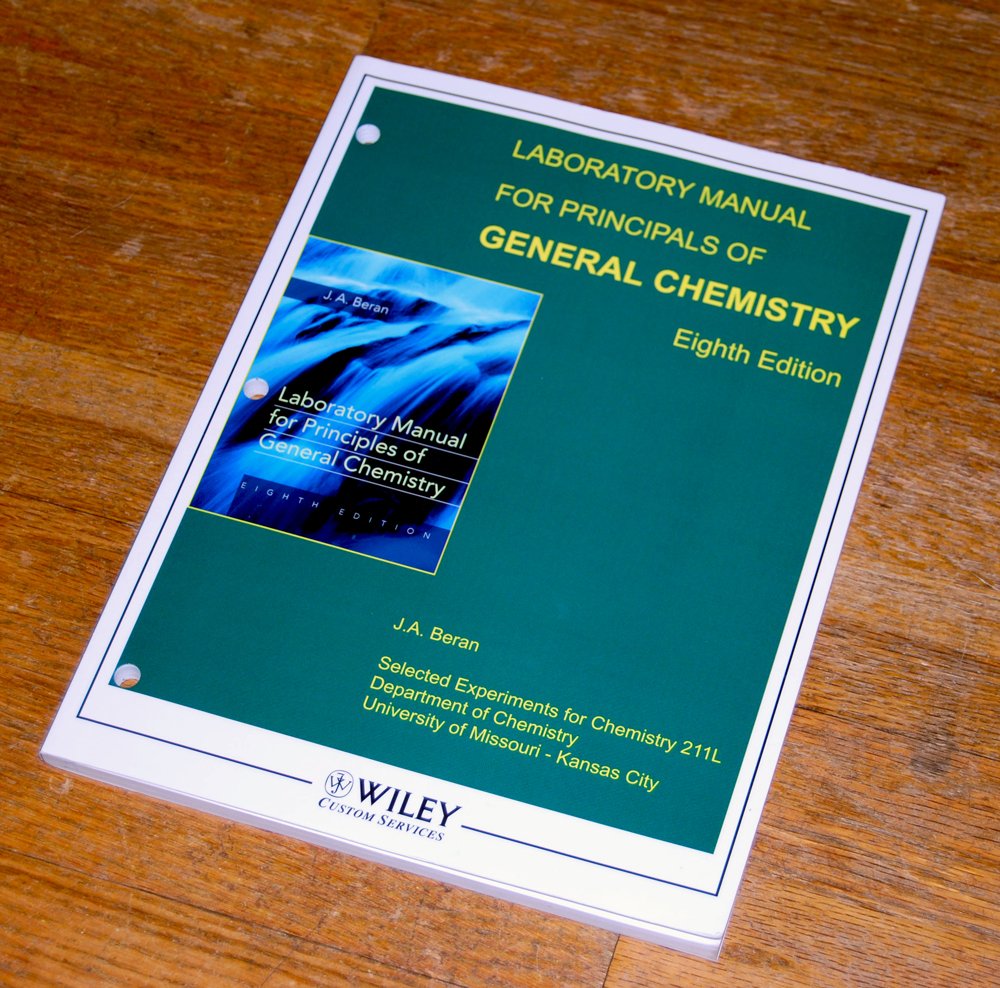 LABORATORY MANUAL
FOR PRINCIPALS OF
GENERAL CHEMISTRY
Eighth Edition
J. A. Beran
Laboratory Manual
for Principles of
General Chemistry
EIGHTH EDITION
J.A. Beran
Selected Experiments for Chemistry 211L
Department of Chemistry
University of Missouri - Kansas City
WILEY
CUSTOM SERVICES